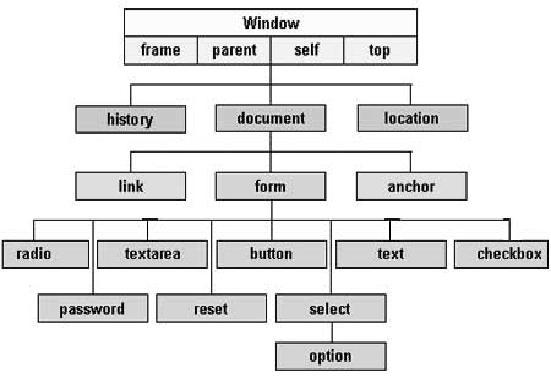 Window
frame parent self top
history document location
link form anchor
radio textarea button text checkbox
password reset select
option